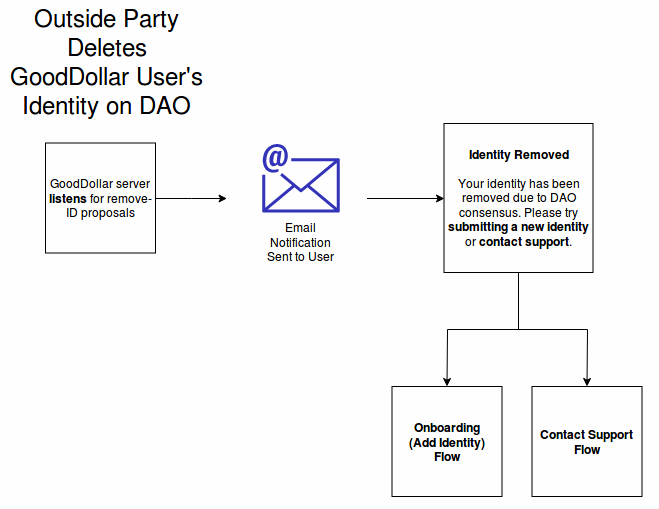 Outside Party
Deletes
GoodDollar User's
Identity on DAO
GoodDollar server
listens for remove-
ID proposals
@
Email
Notification
Sent to User
Identity Removed
Your identity has been
removed due to DAO
consensus. Please try
submitting a new identity
or contact support.
Onboarding
(Add Identity)
Flow
Contact Support
Flow